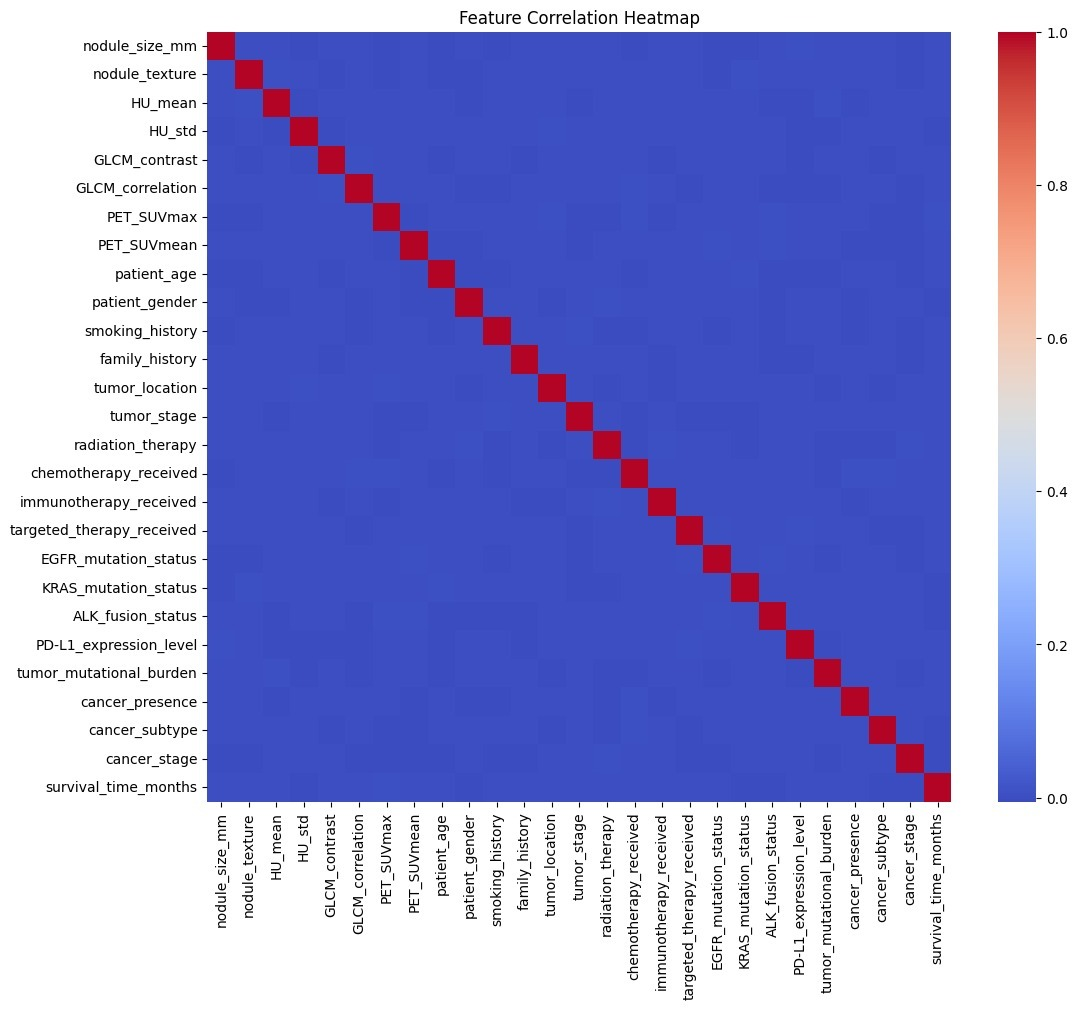 Feature Correlation Heatmap
nodule_size_mm
nodule_texture
HU_mean
HU_std
GLCM_contrast
GLCM_correlation
PET_SUVmax
PET_SUVmean
patient_age
patient_gender
smoking_history
family_history
tumor_location
tumor_stage
radiation_therapy
chemotherapy_received
immunotherapy_received
targeted_therapy_received
EGFR_mutation_status
KRAS_mutation_status
ALK_fusion_status
PD-L1_expression_level
tumor_mutational_burden
cancer_presence
cancer_subtype
cancer_stage
survival_time_months
nodule_size_mm
nodule_texture
HU_mean
HU_std
GLCM_contrast
GLCM_correlation
PET_SUVmax
PET_SUVmean
patient_age
patient_gender
smoking_history
family_history
tumor_location
tumor_stage
radiation_therapy
chemotherapy_received
immunotherapy_received
targeted_therapy_received
EGFR_mutation_status
KRAS_mutation_status
ALK_fusion_status
PD-L1_expression_level
tumor_mutational_burden
cancer_presence
cancer_subtype
cancer_stage
survival_time_months
1.0
0.8
0.6
0.4
0.2
0.0